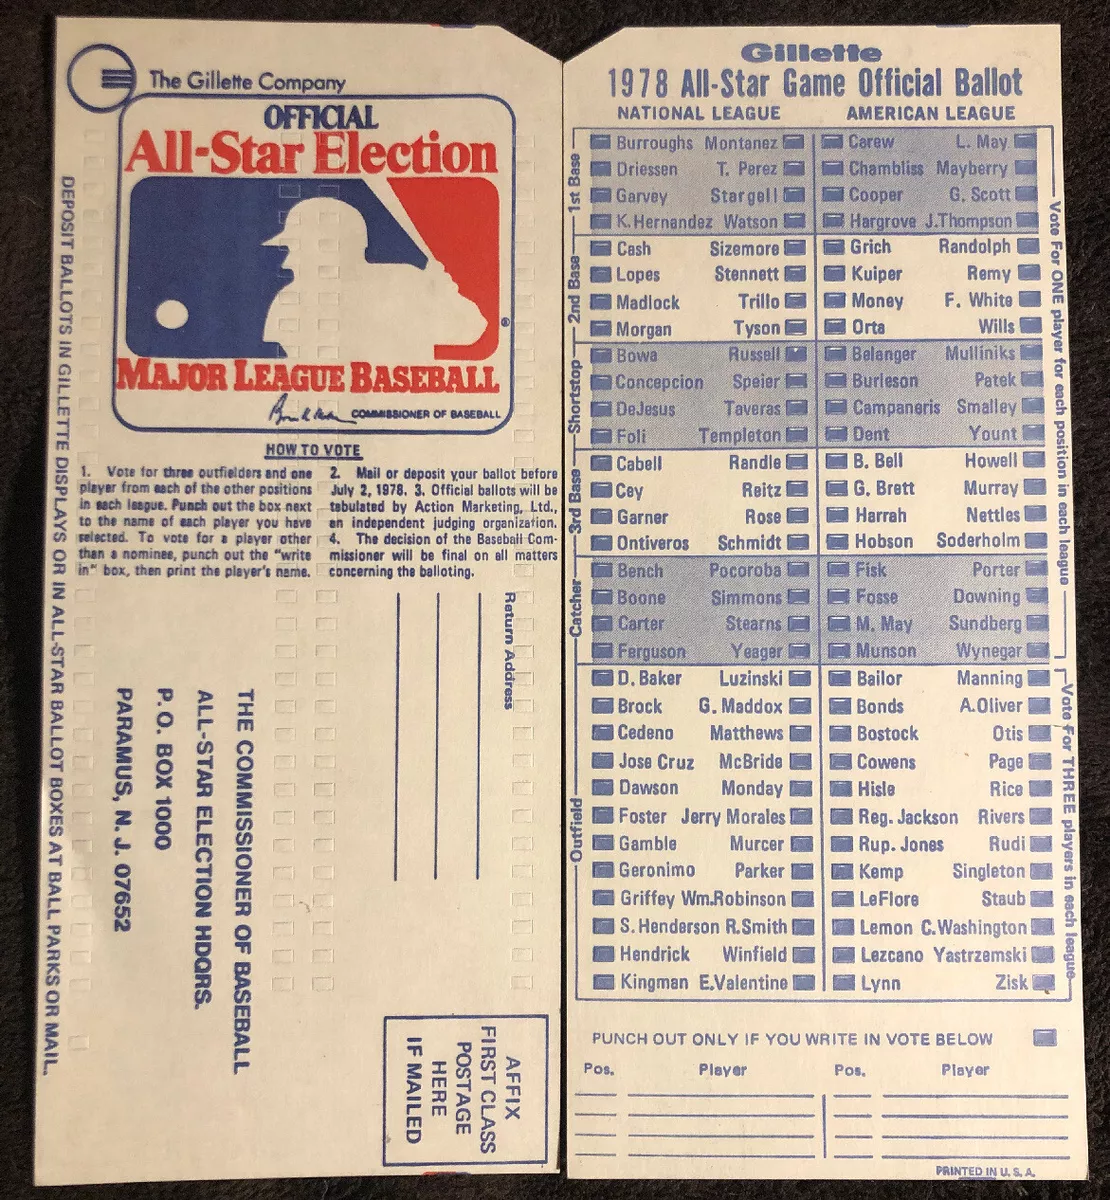 The Gillette Company
OFFICIAL
All-Star Election
®
MAJOR LEAGUE BASEBALL
COMMISSIONER OF BASEBALL
HOW TO VOTE
1. Vote for three outfielders and one
player from each of the other positions
in each league. Punch out the box next
to the name of each player you have
selected. To vote for a player other
than a nominee, punch out the "write
in" box, then print the player's name.
2. Mail or deposit your ballot before
July 2, 1978. 3. Official ballots will be
tabulated by Action Marketing, Ltd.,
an independent judging organization.
4. The decision of the Baseball Com-
missioner will be final on all matters
concerning the balloting.
DEPOSIT BALLOTS IN GILLETTE DISPLAYS OR IN ALL-STAR BALLOT BOXES AT BALL PARKS OR MAIL.
Return Address
THE COMMISSIONER OF BASEBALL
ALL-STAR ELECTION HDQRS.
P. O. BOX 1000
PARAMUS, N. J. 07652
AFFIX
FIRST CLASS
POSTAGE
HERE
IF MAILED
Gillette
1978 All-Star Game Official Ballot
NATIONAL LEAGUE AMERICAN LEAGUE
1st Base
Burroughs Montanez Carew L. May
Driessen T. Perez Chambliss Mayberry
Garvey Stargell Cooper G. Scott
K.Hernandez Watson Hargrove J.Thompson
2nd Base
Cash Sizemore Grich Randolph
Lopes Stennett Kuiper Remy
Madlock Trillo Money F. White
Morgan Tyson Orta Wills
Shortstop
Bowa Russell Belanger Mulliniks
Concepcion Speier Burleson Patek
DeJesus Taveras Campaneris Smalley
Foli Templeton Dent Yount
3rd Base
Cabell Randle B. Bell Howell
Cey Reitz G. Brett Murray
Garner Rose Harrah Nettles
Ontiveros Schmidt Hobson Soderholm
Catcher
Bench Pocoroba Fisk Porter
Boone Simmons Fosse Downing
Carter Stearns M. May Sundberg
Ferguson Yeager Munson Wynegar
Vote For ONE player for each position in each league
Outfield
D. Baker Luzinski Bailor Manning
Brock G. Maddox Bonds A.Oliver
Cedeno Matthews Bostock Otis
Jose Cruz McBride Cowens Page
Dawson Monday Hisle Rice
Foster Jerry Morales Reg. Jackson Rivers
Gamble Murcer Rup. Jones Rudi
Geronimo Parker Kemp Singleton
Griffey Wm.Robinson LeFlore Staub
S. Henderson R.Smith Lemon C.Washington
Hendrick Winfield Lezcano Yastrzemski
Kingman E.Valentine Lynn Zisk
Vote For THREE players in each league
PUNCH OUT ONLY IF YOU WRITE IN VOTE BELOW
Pos. Player Pos. Player
PRINTED IN U. S. A.